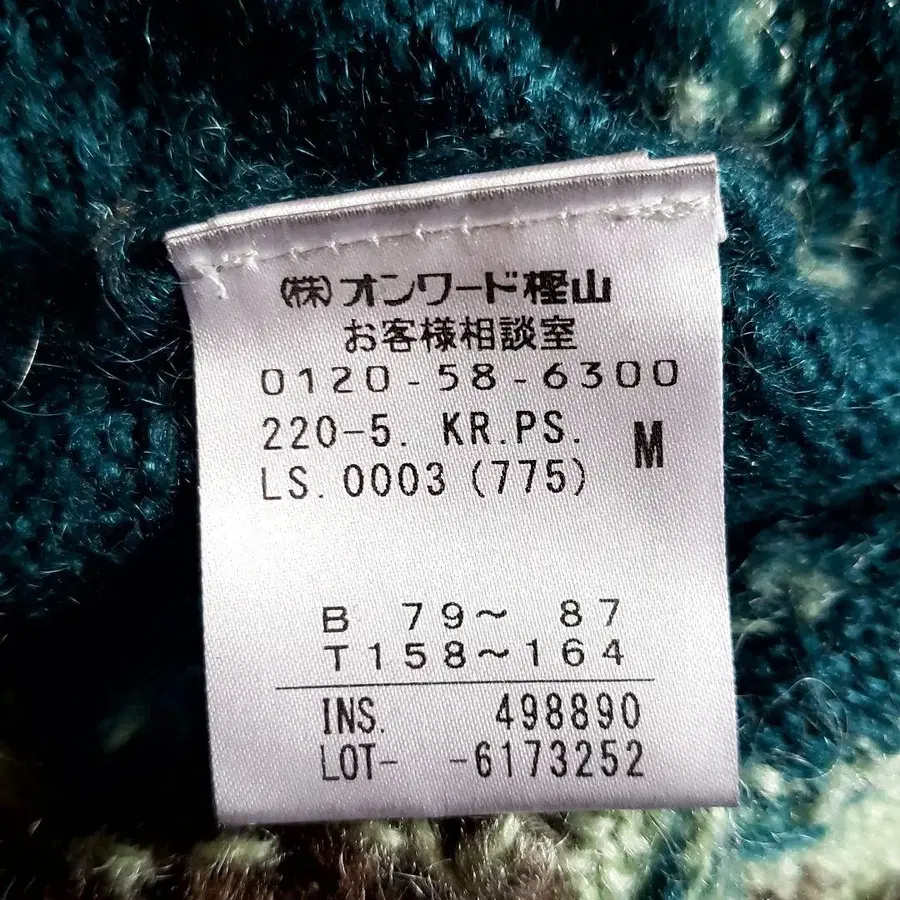 (株)オンワード樫山
お客様相談室
0120-58-6300
220-5. KR.PS. M
LS.0003(775)
B 79〜 87
T158〜164
INS. 498890
LOT- -6173252